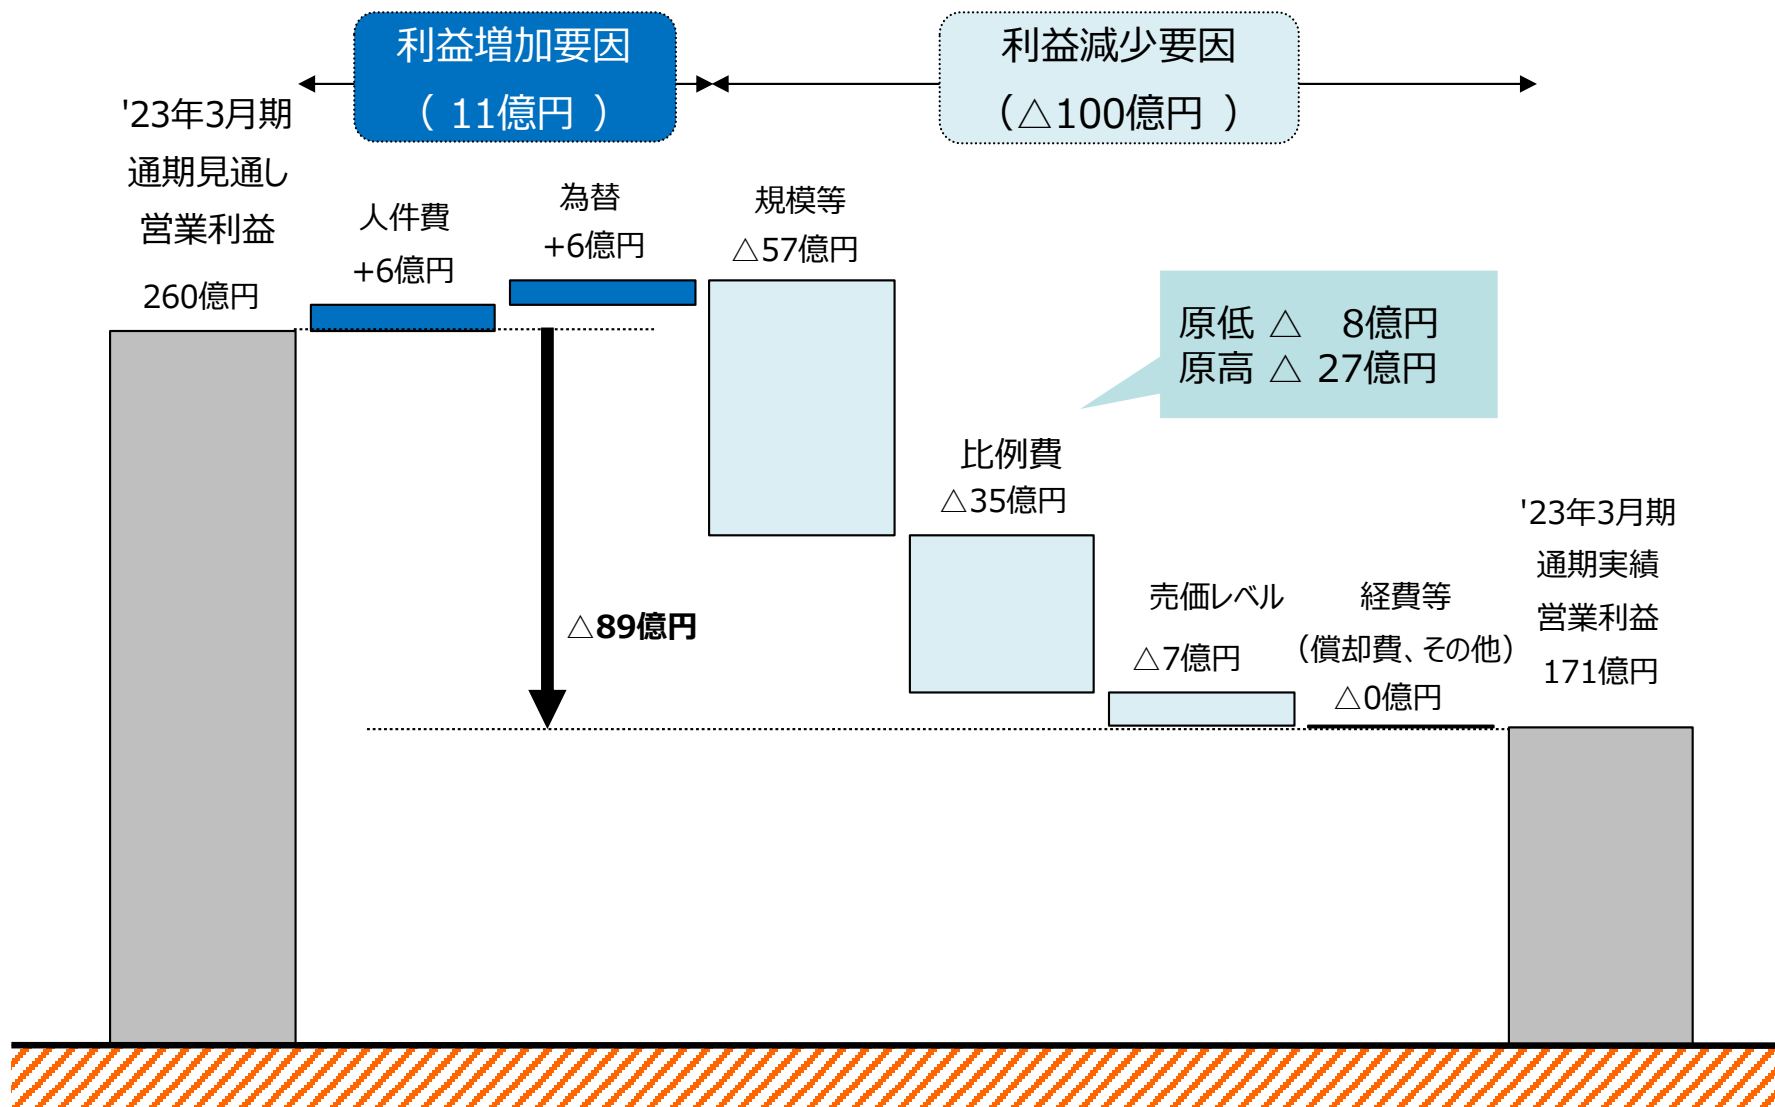 利益増加要因
( 11億円 )
利益減少要因
(△100億円 )
'23年3月期
通期見通し
営業利益
260億円
人件費
+6億円
為替
+6億円
規模等
△57億円
原低 △ 8億円
原高 △ 27億円
比例費
△35億円
△89億円
売価レベル
△7億円
経費等
(償却費、その他)
△0億円
'23年3月期
通期実績
営業利益
171億円